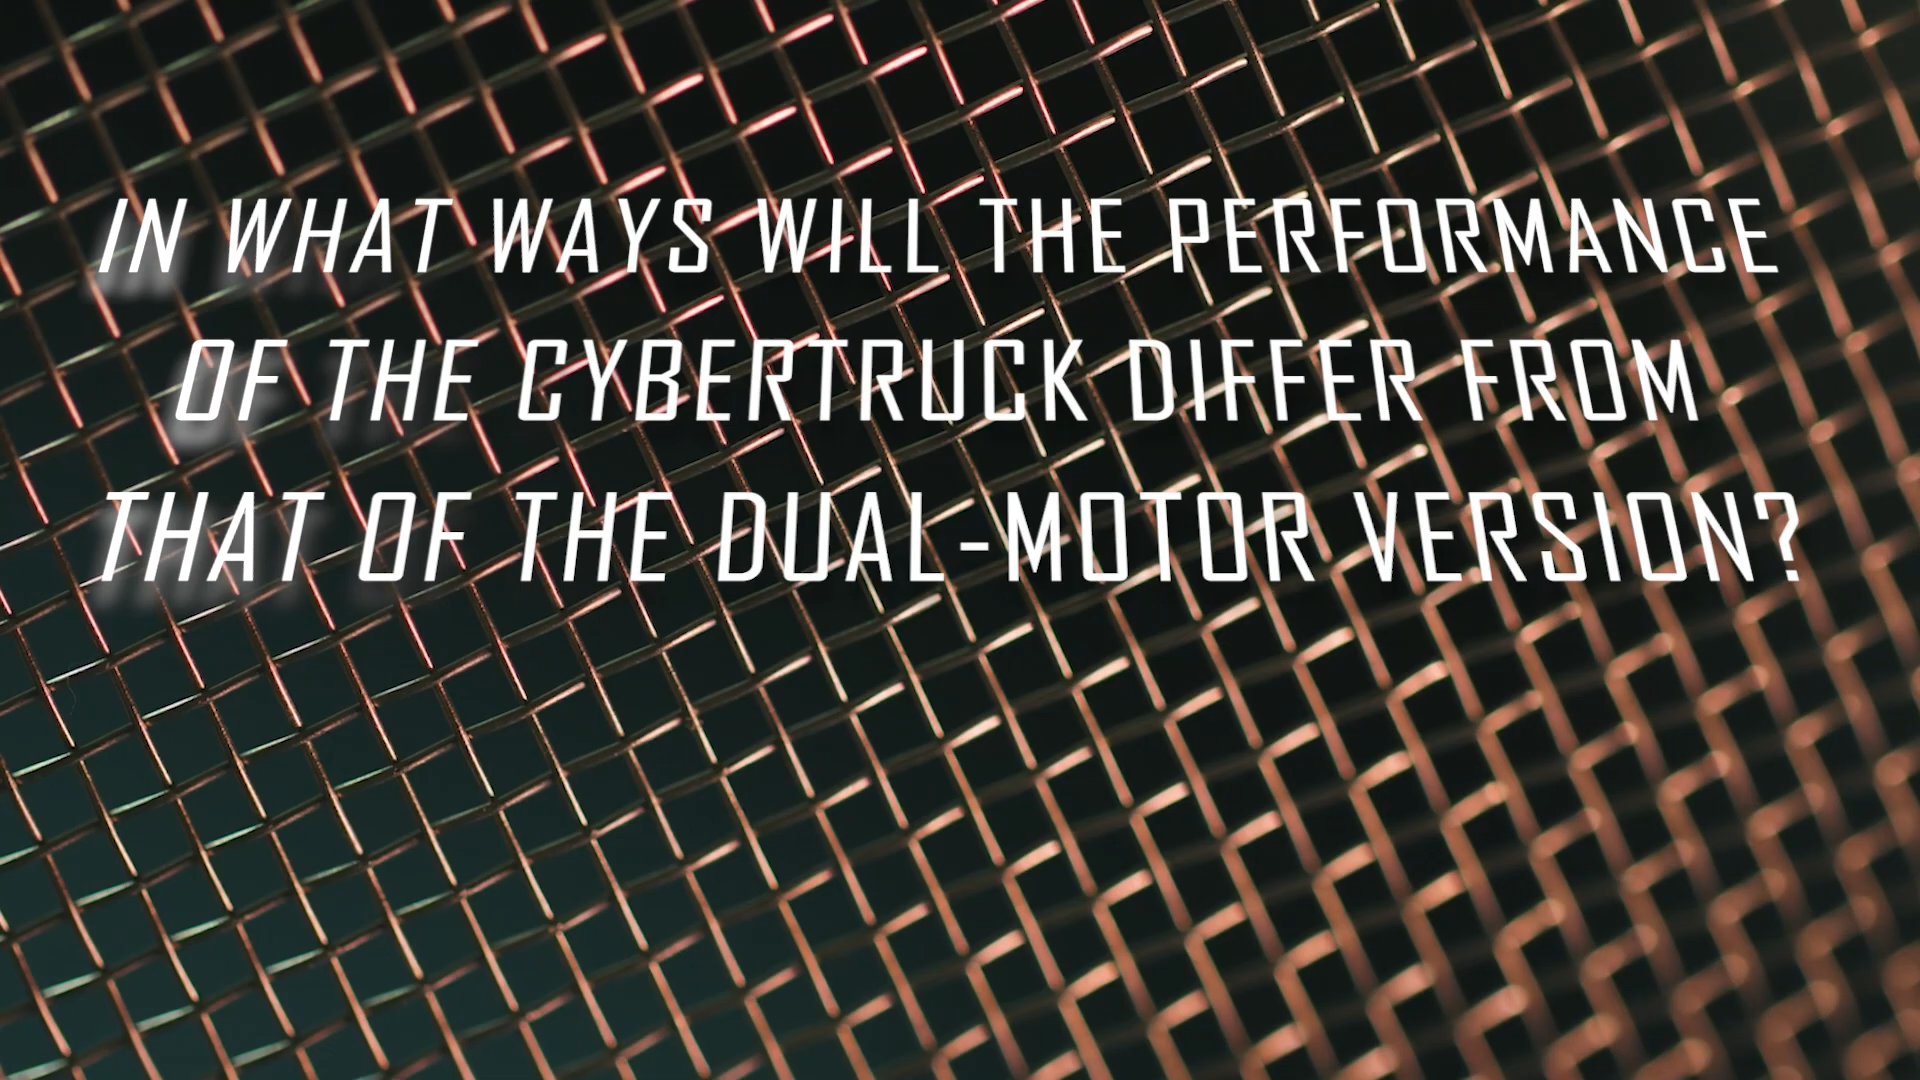 IN WHAT WAYS WILL THE PERFORMANCE
OF THE CYBERTRUCK DIFFER FROM
THAT OF THE DUAL-MOTOR VERSION?